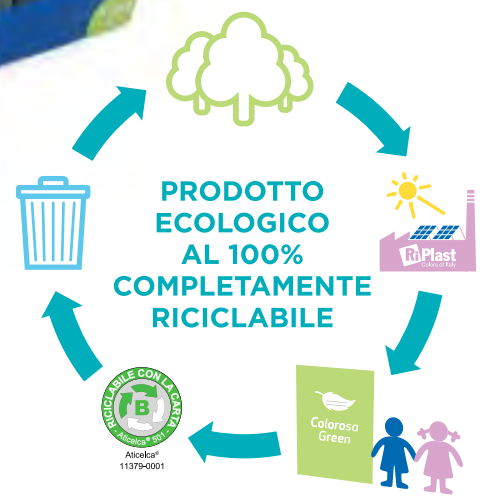 PRODOTTO
ECOLOGICO
AL 100%
COMPLETAMENTE
RICICLABILE
RiPlast
Colors of Italy
Colorosa
Green
RICICLABILE CON LA CARTA
B
- Aticelca® 501 -
Aticelca®
11379-0001